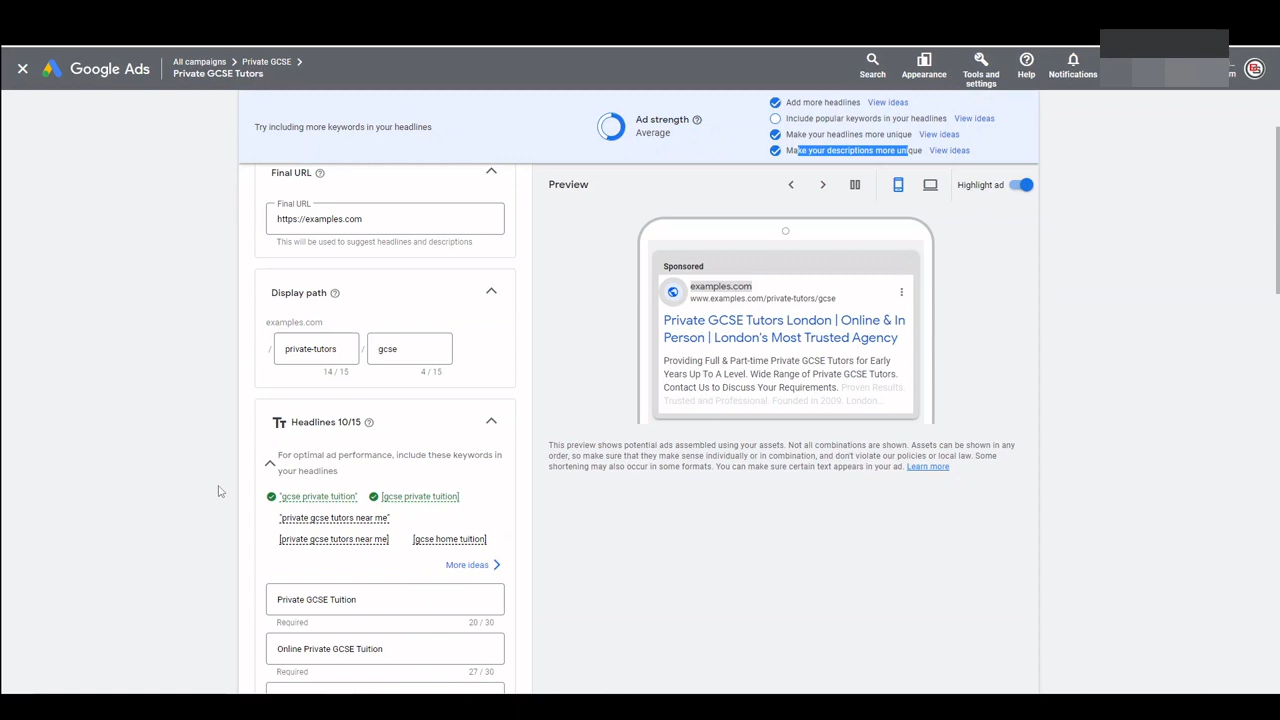 Google Ads
All campaigns
Private GCSE
Private GCSE Tutors
Search
Appearance
Tools and
settings
Help
Notifications
m
Try including more keywords in your headlines
Ad strength
Average
Add more headlines View ideas
Include popular keywords in your headlines View ideas
Make your headlines more unique View ideas
Make your descriptions more unique View ideas
Final URL
Final URL
https://examples.com
This will be used to suggest headlines and descriptions
Display path
examples.com
/ private-tutors / gcse
14 / 15 4 / 15
Headlines 10/15
For optimal ad performance, include these keywords in
your headlines
"gcse private tuition" [gcse private tuition]
"private gcse tutors near me"
[private gcse tutors near me] [gcse home tuition]
More ideas
Private GCSE Tuition
Required 20 / 30
Online Private GCSE Tuition
Required 27 / 30
Preview
Highlight ad
Sponsored
examples.com
www.examples.com/private-tutors/gcse
Private GCSE Tutors London | Online & In
Person | London's Most Trusted Agency
Providing Full & Part-time Private GCSE Tutors for Early
Years Up To A Level. Wide Range of Private GCSE Tutors.
Contact Us to Discuss Your Requirements. Proven Results.
Trusted and Professional. Founded in 2009. London...
This preview shows potential ads assembled using your assets. Not all combinations are shown. Assets can be shown in any
order, so make sure that they make sense individually or in combination, and don't violate our policies or local law. Some
shortening may also occur in some formats. You can make sure certain text appears in your ad. Learn more